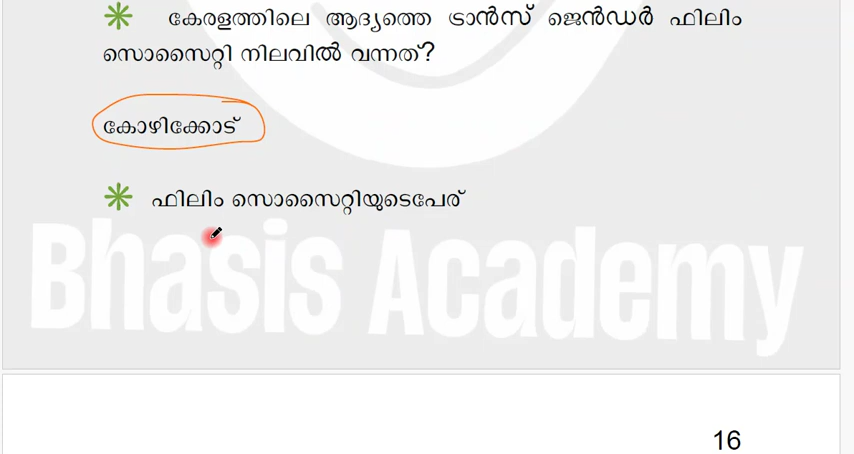 കേരളത്തിലെ ആദ്യത്തെ ട്രാൻസ് ജെൻഡർ ഫിലിം
സൊസൈറ്റി നിലവിൽ വന്നത്?
കോഴിക്കോട്
ഫിലിം സൊസൈറ്റിയുടെപേര്
Bhasis Academy
16